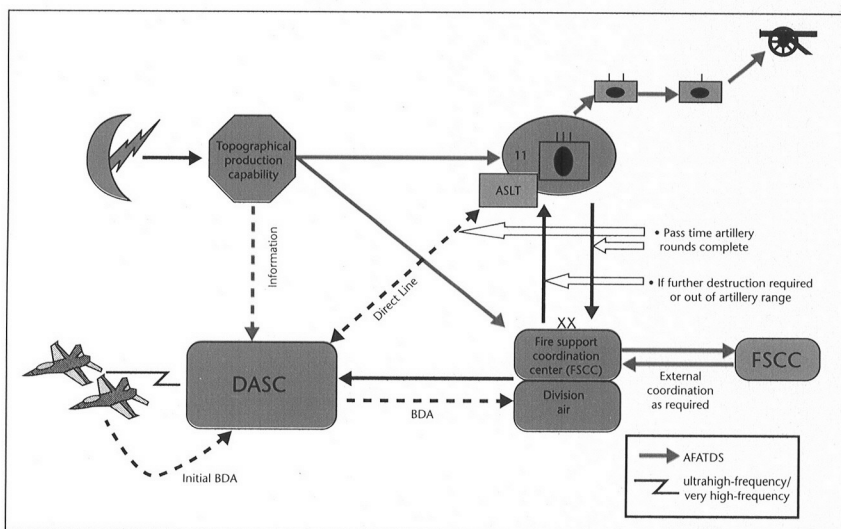 Topographical
production
capability
11
ASLT
• Pass time artillery
rounds complete
Information
Direct Line
• If further destruction required
or out of artillery range
XX
Fire support
coordination
center (FSCC)
FSCC
DASC
External
coordination
as required
Division
air
BDA
Initial BDA
AFATDS
ultrahigh-frequency/
very high-frequency